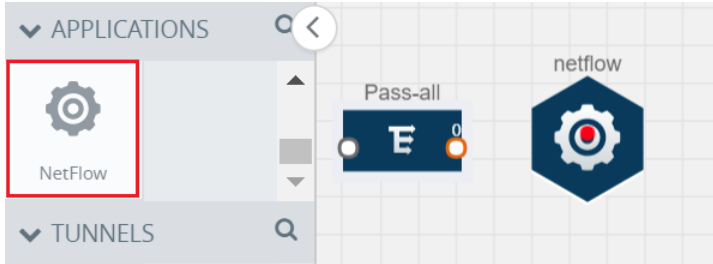 APPLICATIONS
NetFlow
TUNNELS
Pass-all
0
netflow